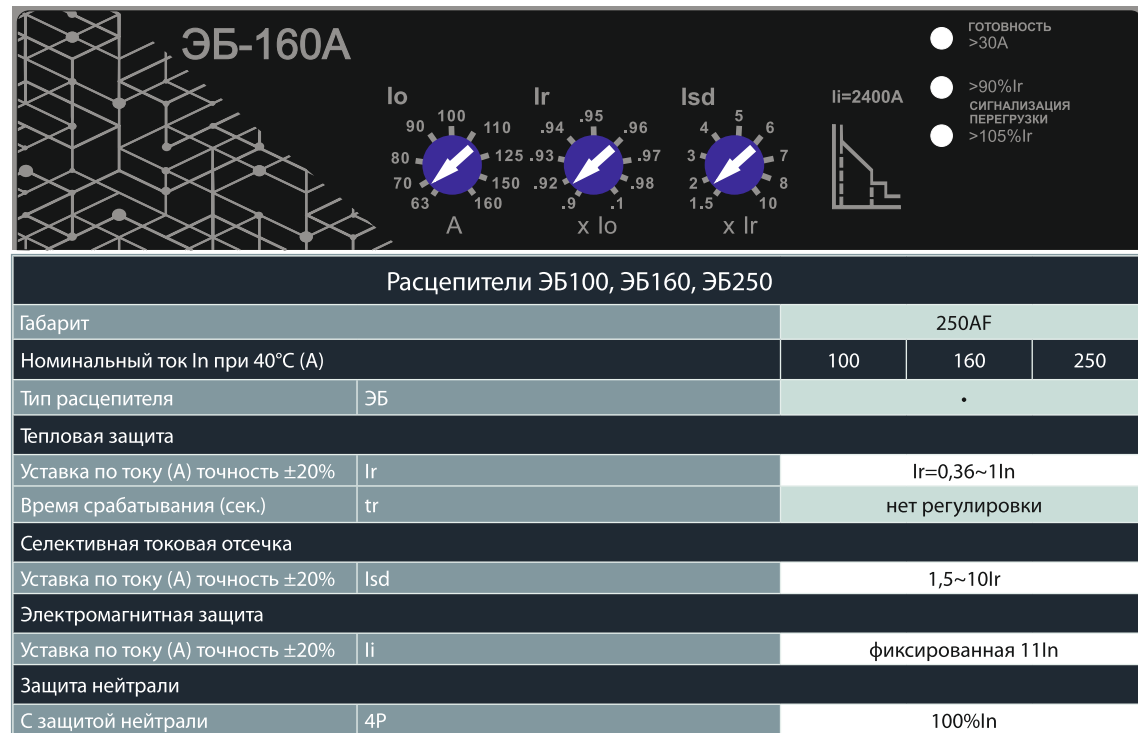 ЭБ-160А
ГОТОВНОСТЬ
>30А
>90%Ir
СИГНАЛИЗАЦИЯ
ПЕРЕГРУЗКИ
>105%Ir
Io
63 70 80 90 100 110 125 150 160
A
Ir
.9 .92 .93 .94 .95 .96 .97 .98 .1
x Io
Isd
1.5 2 3 4 5 6 7 8 10
x Ir
Ii=2400A
Расцепители ЭБ100, ЭБ160, ЭБ250
Габарит 250AF
Номинальный ток In при 40°С (А) 100 160 250
Тип расцепителя ЭБ •
Тепловая защита
Уставка по току (А) точность ±20% Ir Ir=0,36~1In
Время срабатывания (сек.) tr нет регулировки
Селективная токовая отсечка
Уставка по току (А) точность ±20% Isd 1,5~10Ir
Электромагнитная защита
Уставка по току (А) точность ±20% Ii фиксированная 11In
Защита нейтрали
С защитой нейтрали 4P 100%In